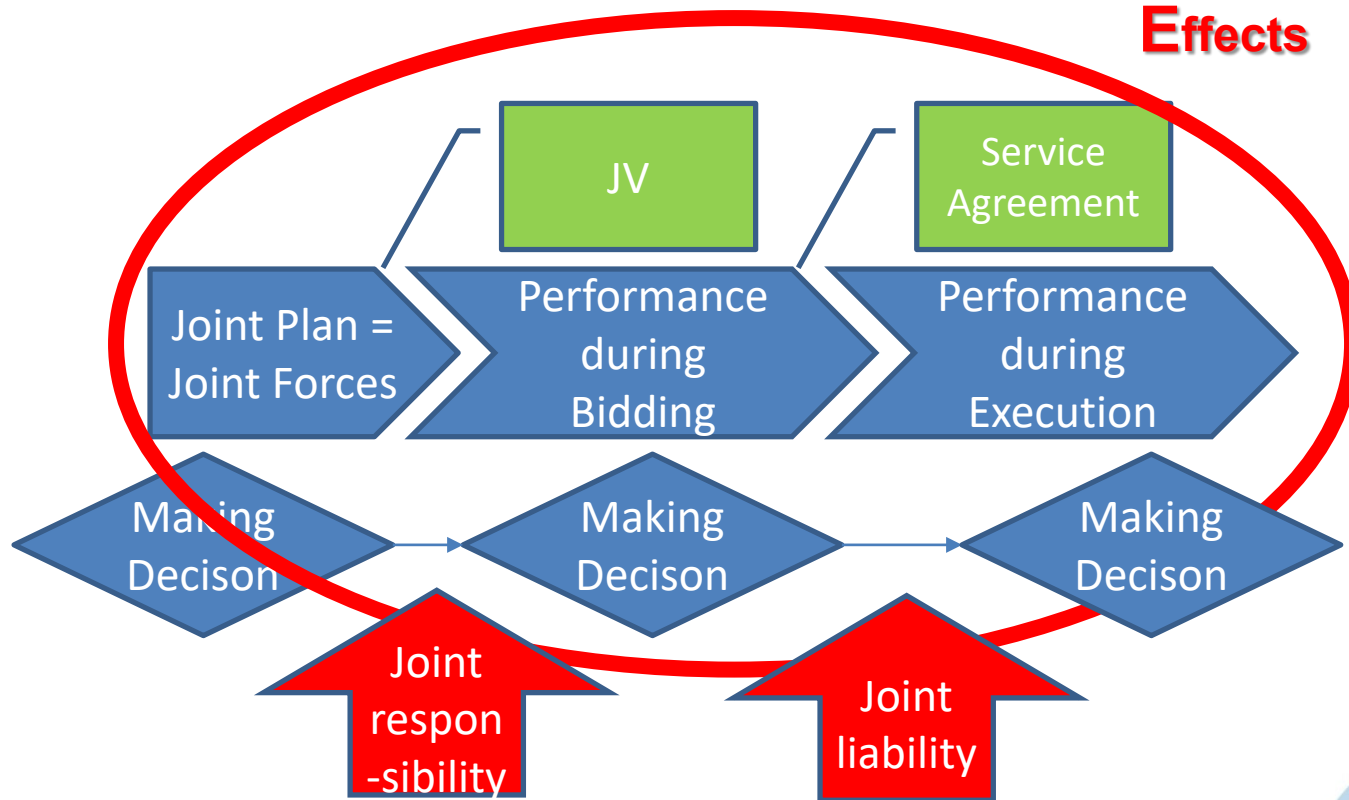 Effects
JV
Service
Agreement
Joint Plan =
Joint Forces
Performance
during
Bidding
Performance
during
Execution
Making
Decison
Making
Decison
Making
Decison
Joint
respon
-sibility
Joint
liability